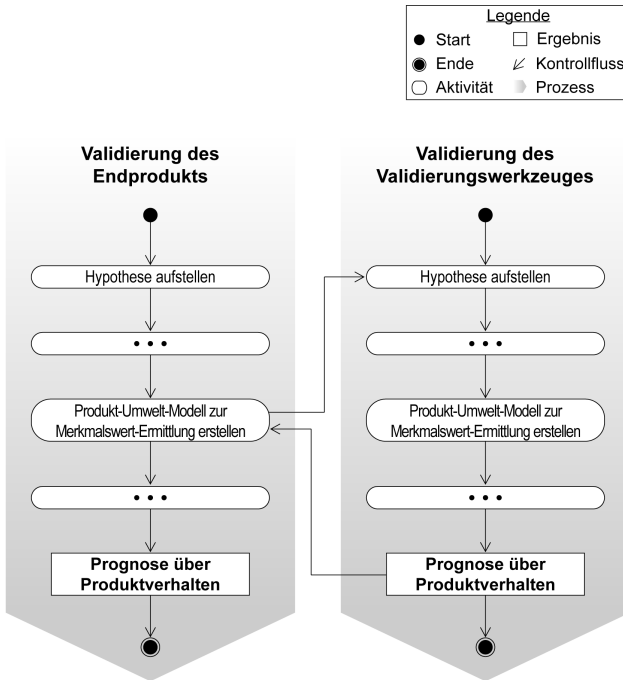 Legende
Start
Ergebnis
Ende
Kontrollfluss
Aktivität
Prozess
Validierung des
Endprodukts
Hypothese aufstellen
• • •
Produkt-Umwelt-Modell zur
Merkmalswert-Ermittlung erstellen
• • •
Prognose über
Produktverhalten
Validierung des
Validierungswerkzeuges
Hypothese aufstellen
• • •
Produkt-Umwelt-Modell zur
Merkmalswert-Ermittlung erstellen
• • •
Prognose über
Produktverhalten